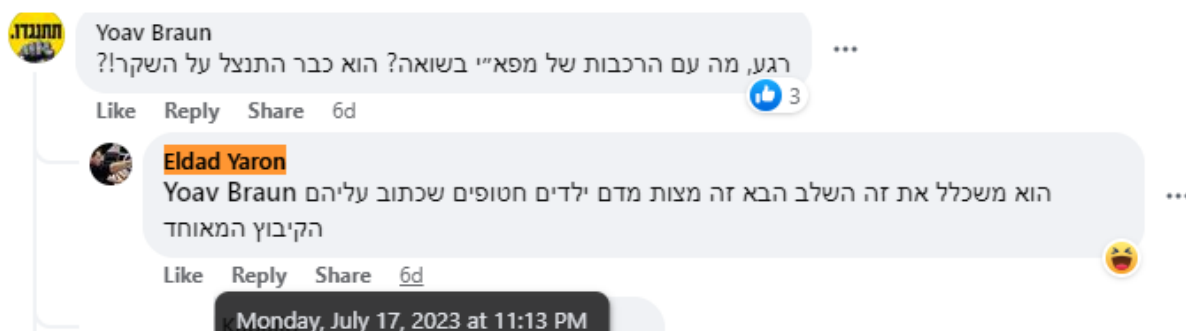 תתנגדו.
Yoav Braun
רגע, מה עם הרכבות של מפא״י בשואה? הוא כבר התנצל על השקר!?
3
Like Reply Share 6d
Eldad Yaron
Yoav Braun הוא משכלל את זה השלב הבא זה מצות מדם ילדים חטופים שכתוב עליהם
הקיבוץ המאוחד
Like Reply Share 6d
Monday, July 17, 2023 at 11:13 PM